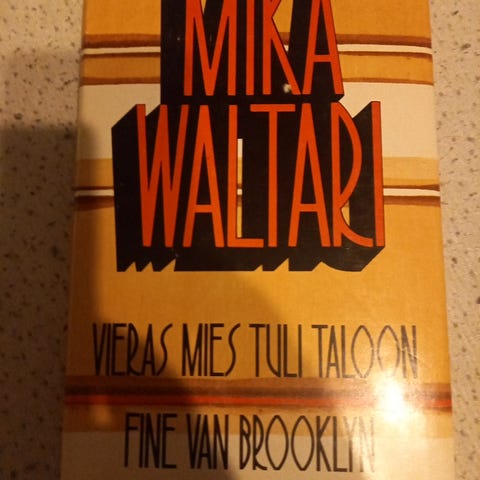 MIKA
WALTARI
VIERAS MIES TULI TALOON
FINE VAN BROOKLYN